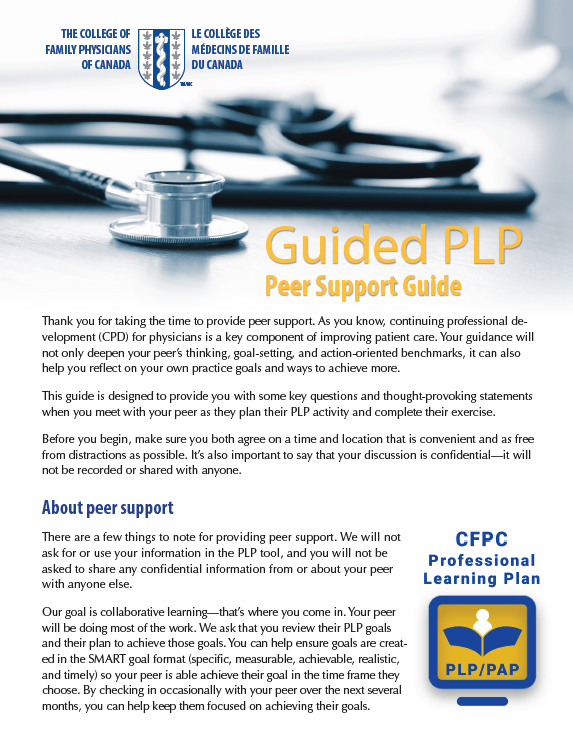 THE COLLEGE OF
FAMILY PHYSICIANS
OF CANADA
LE COLLÈGE DES
MÉDECINS DE FAMILLE
DU CANADA
Guided PLP
Peer Support Guide
Thank you for taking the time to provide peer support. As you know, continuing professional de-
velopment (CPD) for physicians is a key component of improving patient care. Your guidance will
not only deepen your peer's thinking, goal-setting, and action-oriented benchmarks, it can also
help you reflect on your own practice goals and ways to achieve more.
This guide is designed to provide you with some key questions and thought-provoking statements
when you meet with your peer as they plan their PLP activity and complete their exercise.
Before you begin, make sure you both agree on a time and location that is convenient and as free
from distractions as possible. It's also important to say that your discussion is confidential—it will
not be recorded or shared with anyone.
About peer support
There are a few things to note for providing peer support. We will not
ask for or use your information in the PLP tool, and you will not be
asked to share any confidential information from or about your peer
with anyone else.
Our goal is collaborative learning—that's where you come in. Your peer
will be doing most of the work. We ask that you review their PLP goals
and their plan to achieve those goals. You can help ensure goals are creat-
ed in the SMART goal format (specific, measurable, achievable, realistic,
and timely) so your peer is able achieve their goal in the time frame they
choose. By checking in occasionally with your peer over the next several
months, you can help keep them focused on achieving their goals.
CFPC
Professional
Learning Plan
PLP/PAP